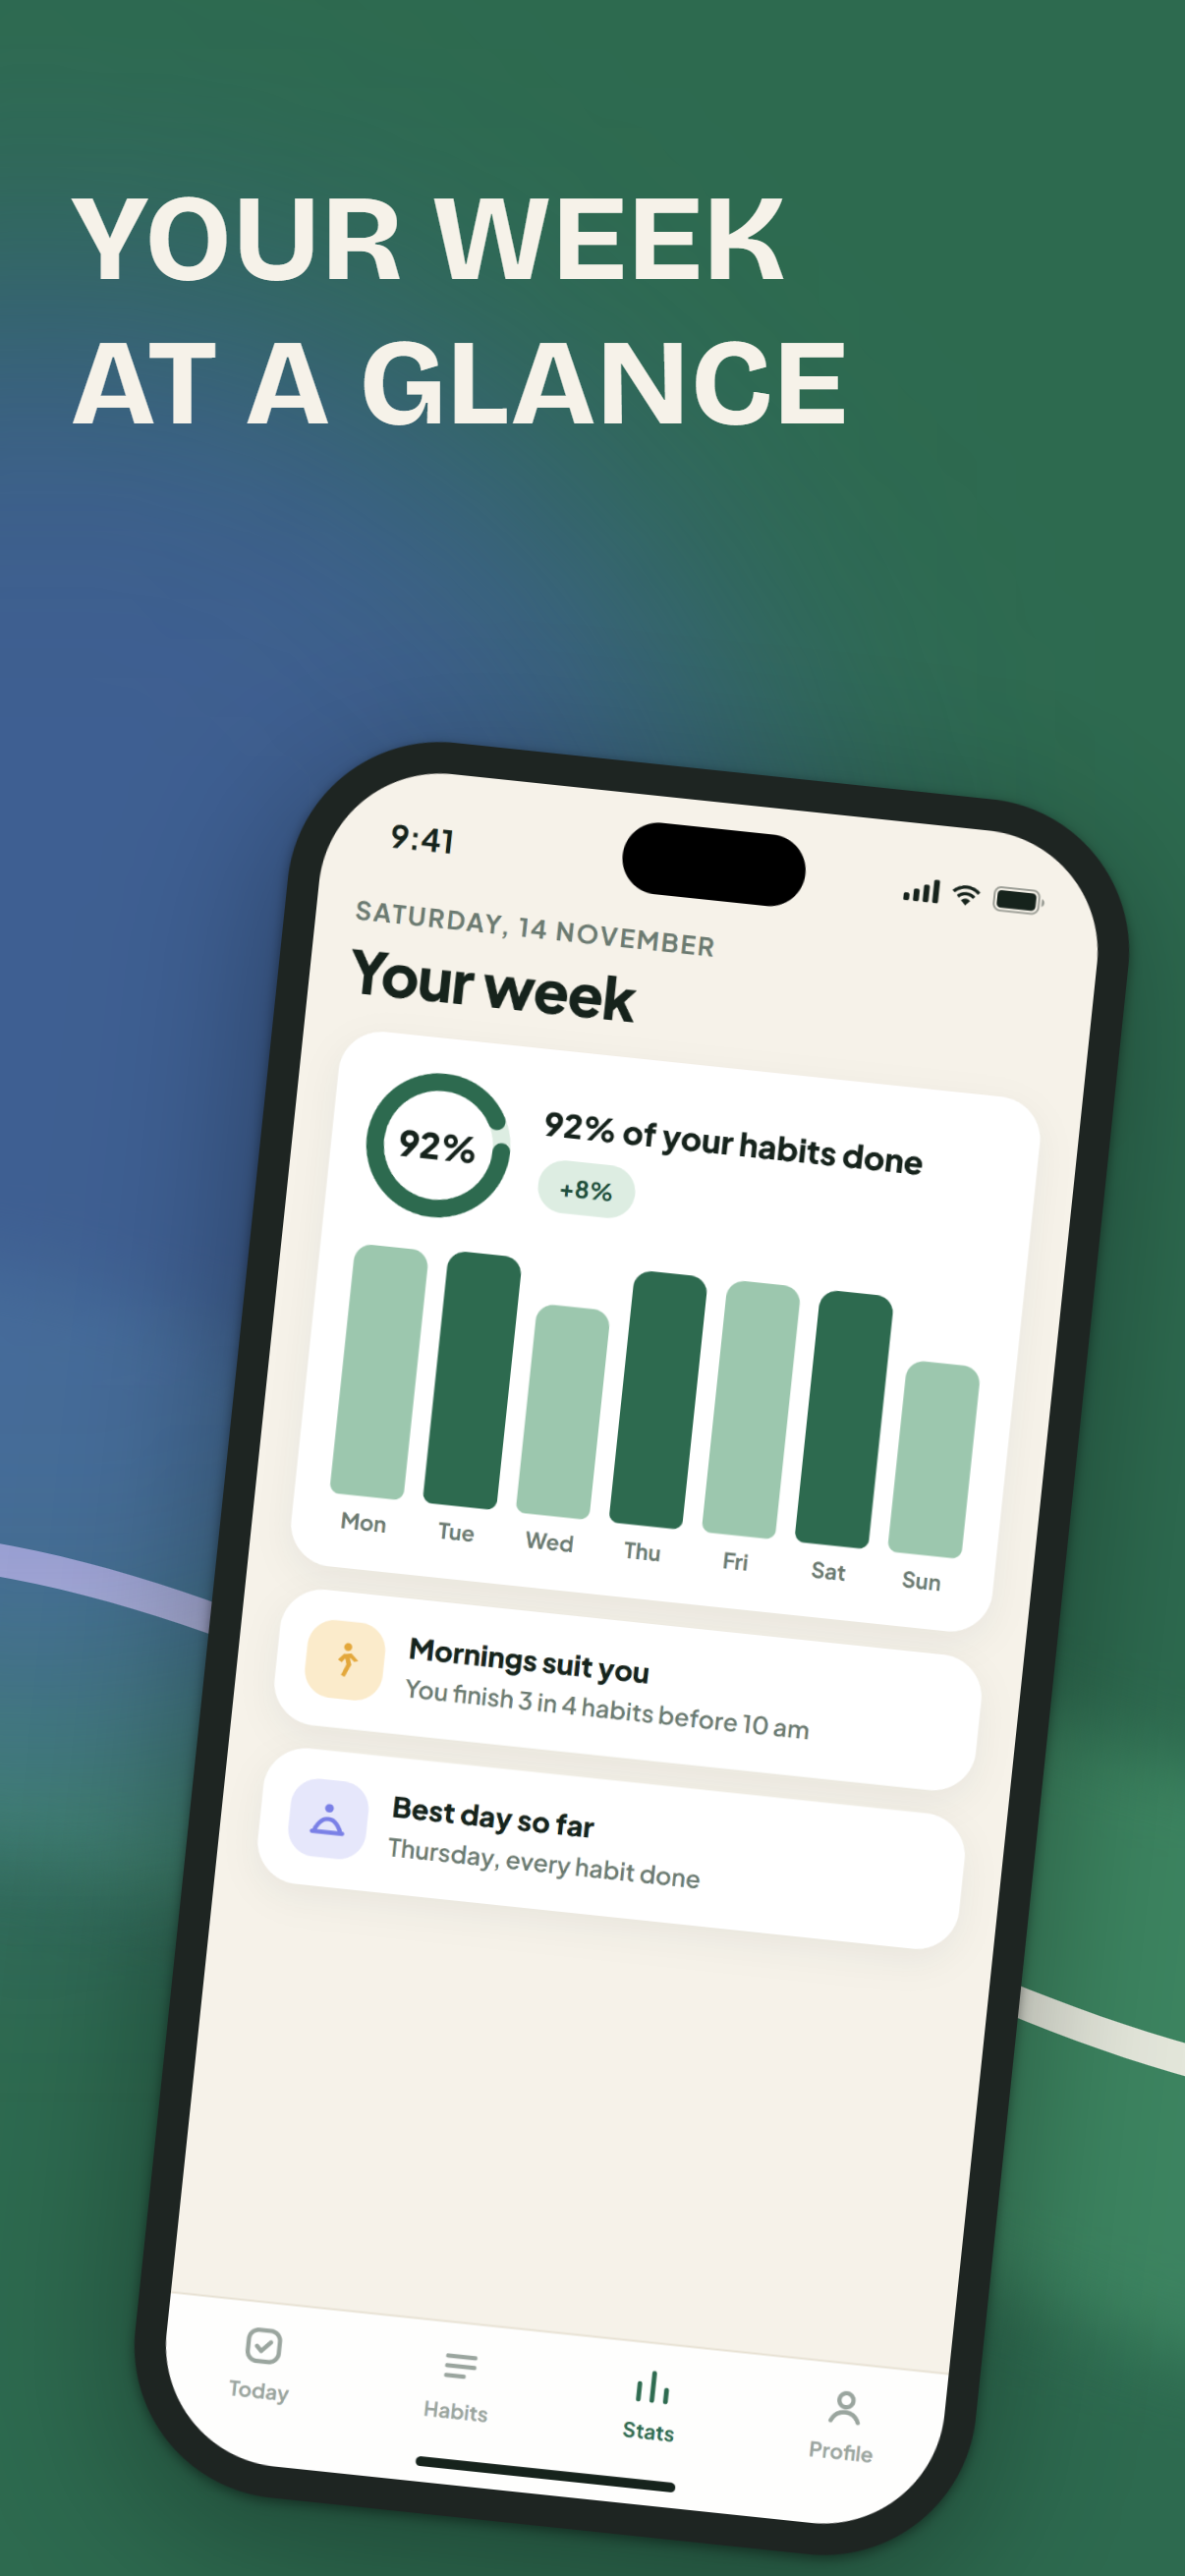 YOUR WEEK
AT A GLANCE
9:41
SATURDAY, 14 NOVEMBER
Your week
92%
92% of your habits done
+8%
Mon Tue Wed Thu Fri Sat Sun
Mornings suit you
You finish 3 in 4 habits before 10 am
Best day so far
Thursday, every habit done
Today Habits Stats Profile